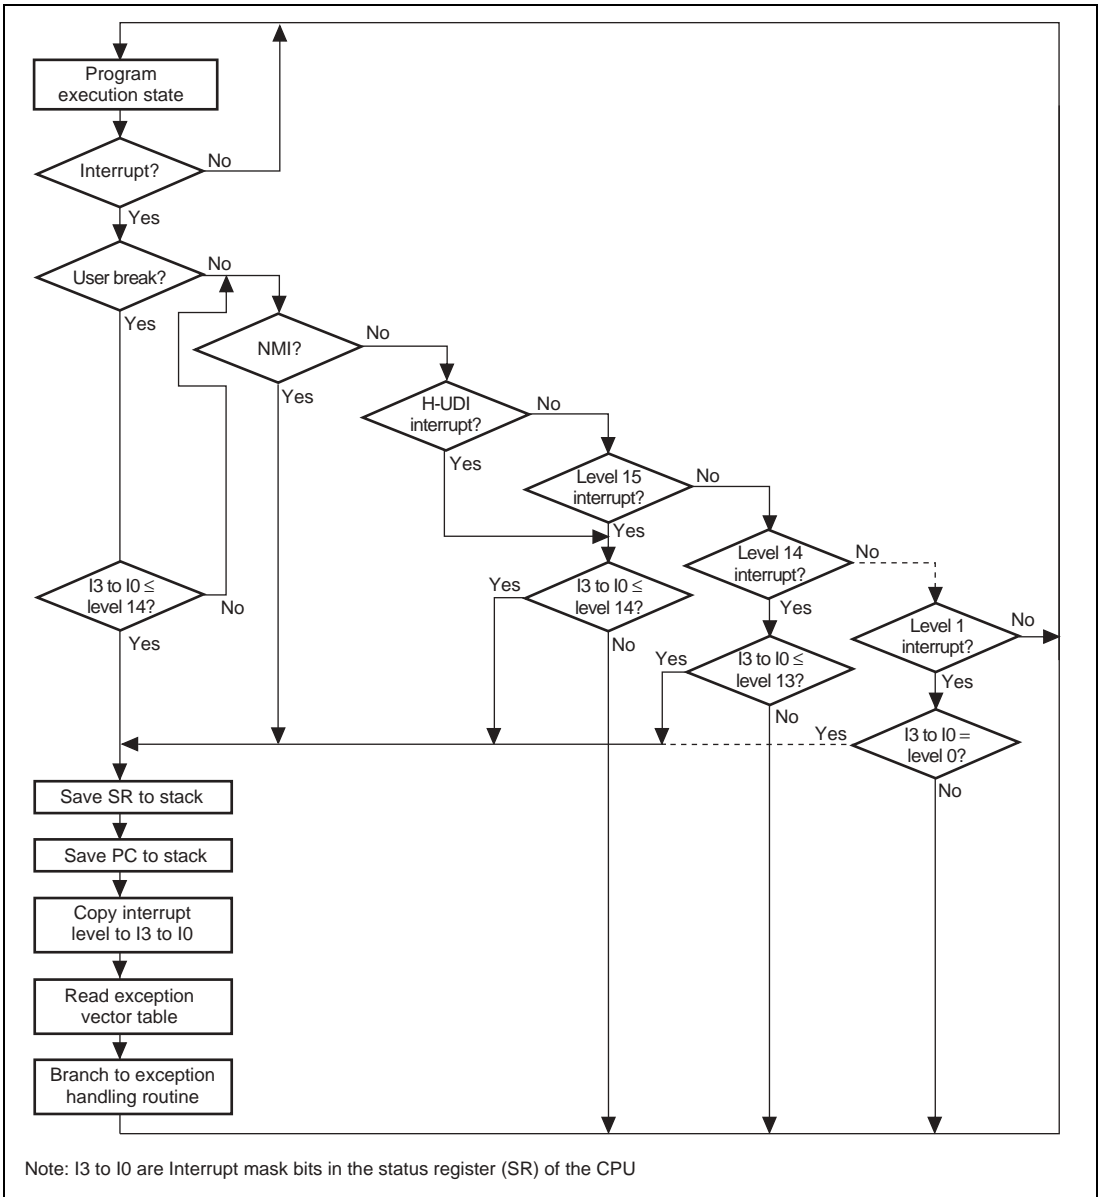 Program
execution state
Interrupt?
No
Yes
User break?
No
Yes
NMI?
No
Yes
H-UDI
interrupt?
No
Yes
Level 15
interrupt?
No
Yes
Level 14
interrupt?
No
Yes
I3 to I0 ≤
level 14?
No
Yes
I3 to I0 ≤
level 14?
Yes
No
Level 1
interrupt?
No
Yes
I3 to I0 ≤
level 13?
Yes
No
I3 to I0 =
level 0?
Yes
No
Save SR to stack
Save PC to stack
Copy interrupt
level to I3 to I0
Read exception
vector table
Branch to exception
handling routine
Note: I3 to I0 are Interrupt mask bits in the status register (SR) of the CPU